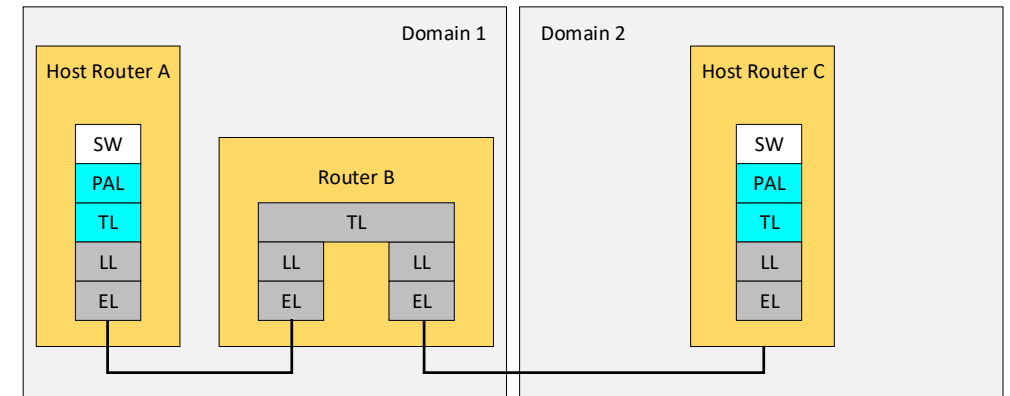 Domain 1
Domain 2
Host Router A
SW
PAL
TL
LL
EL
Router B
TL
LL
LL
EL
EL
Host Router C
SW
PAL
TL
LL
EL